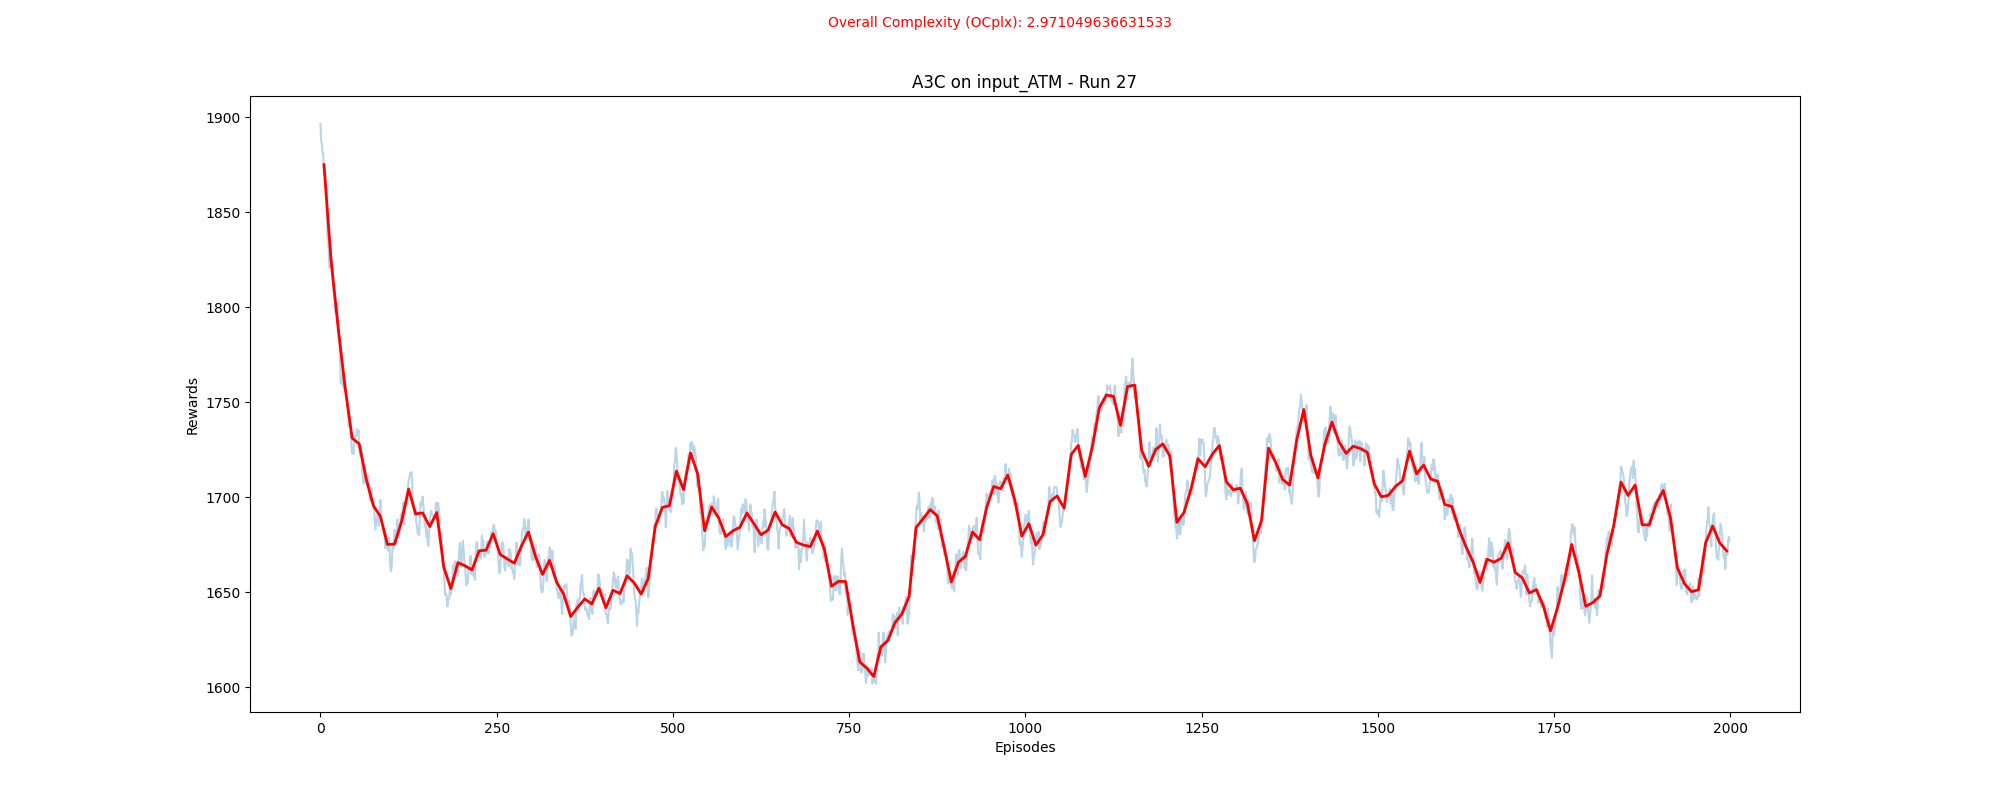 Overall Complexity (OCplx): 2.971049636631533
A3C on input_ATM - Run 27
1900
1850
1800
1750
1700
1650
1600
Rewards
0 250 500 750 1000 1250 1500 1750 2000
Episodes